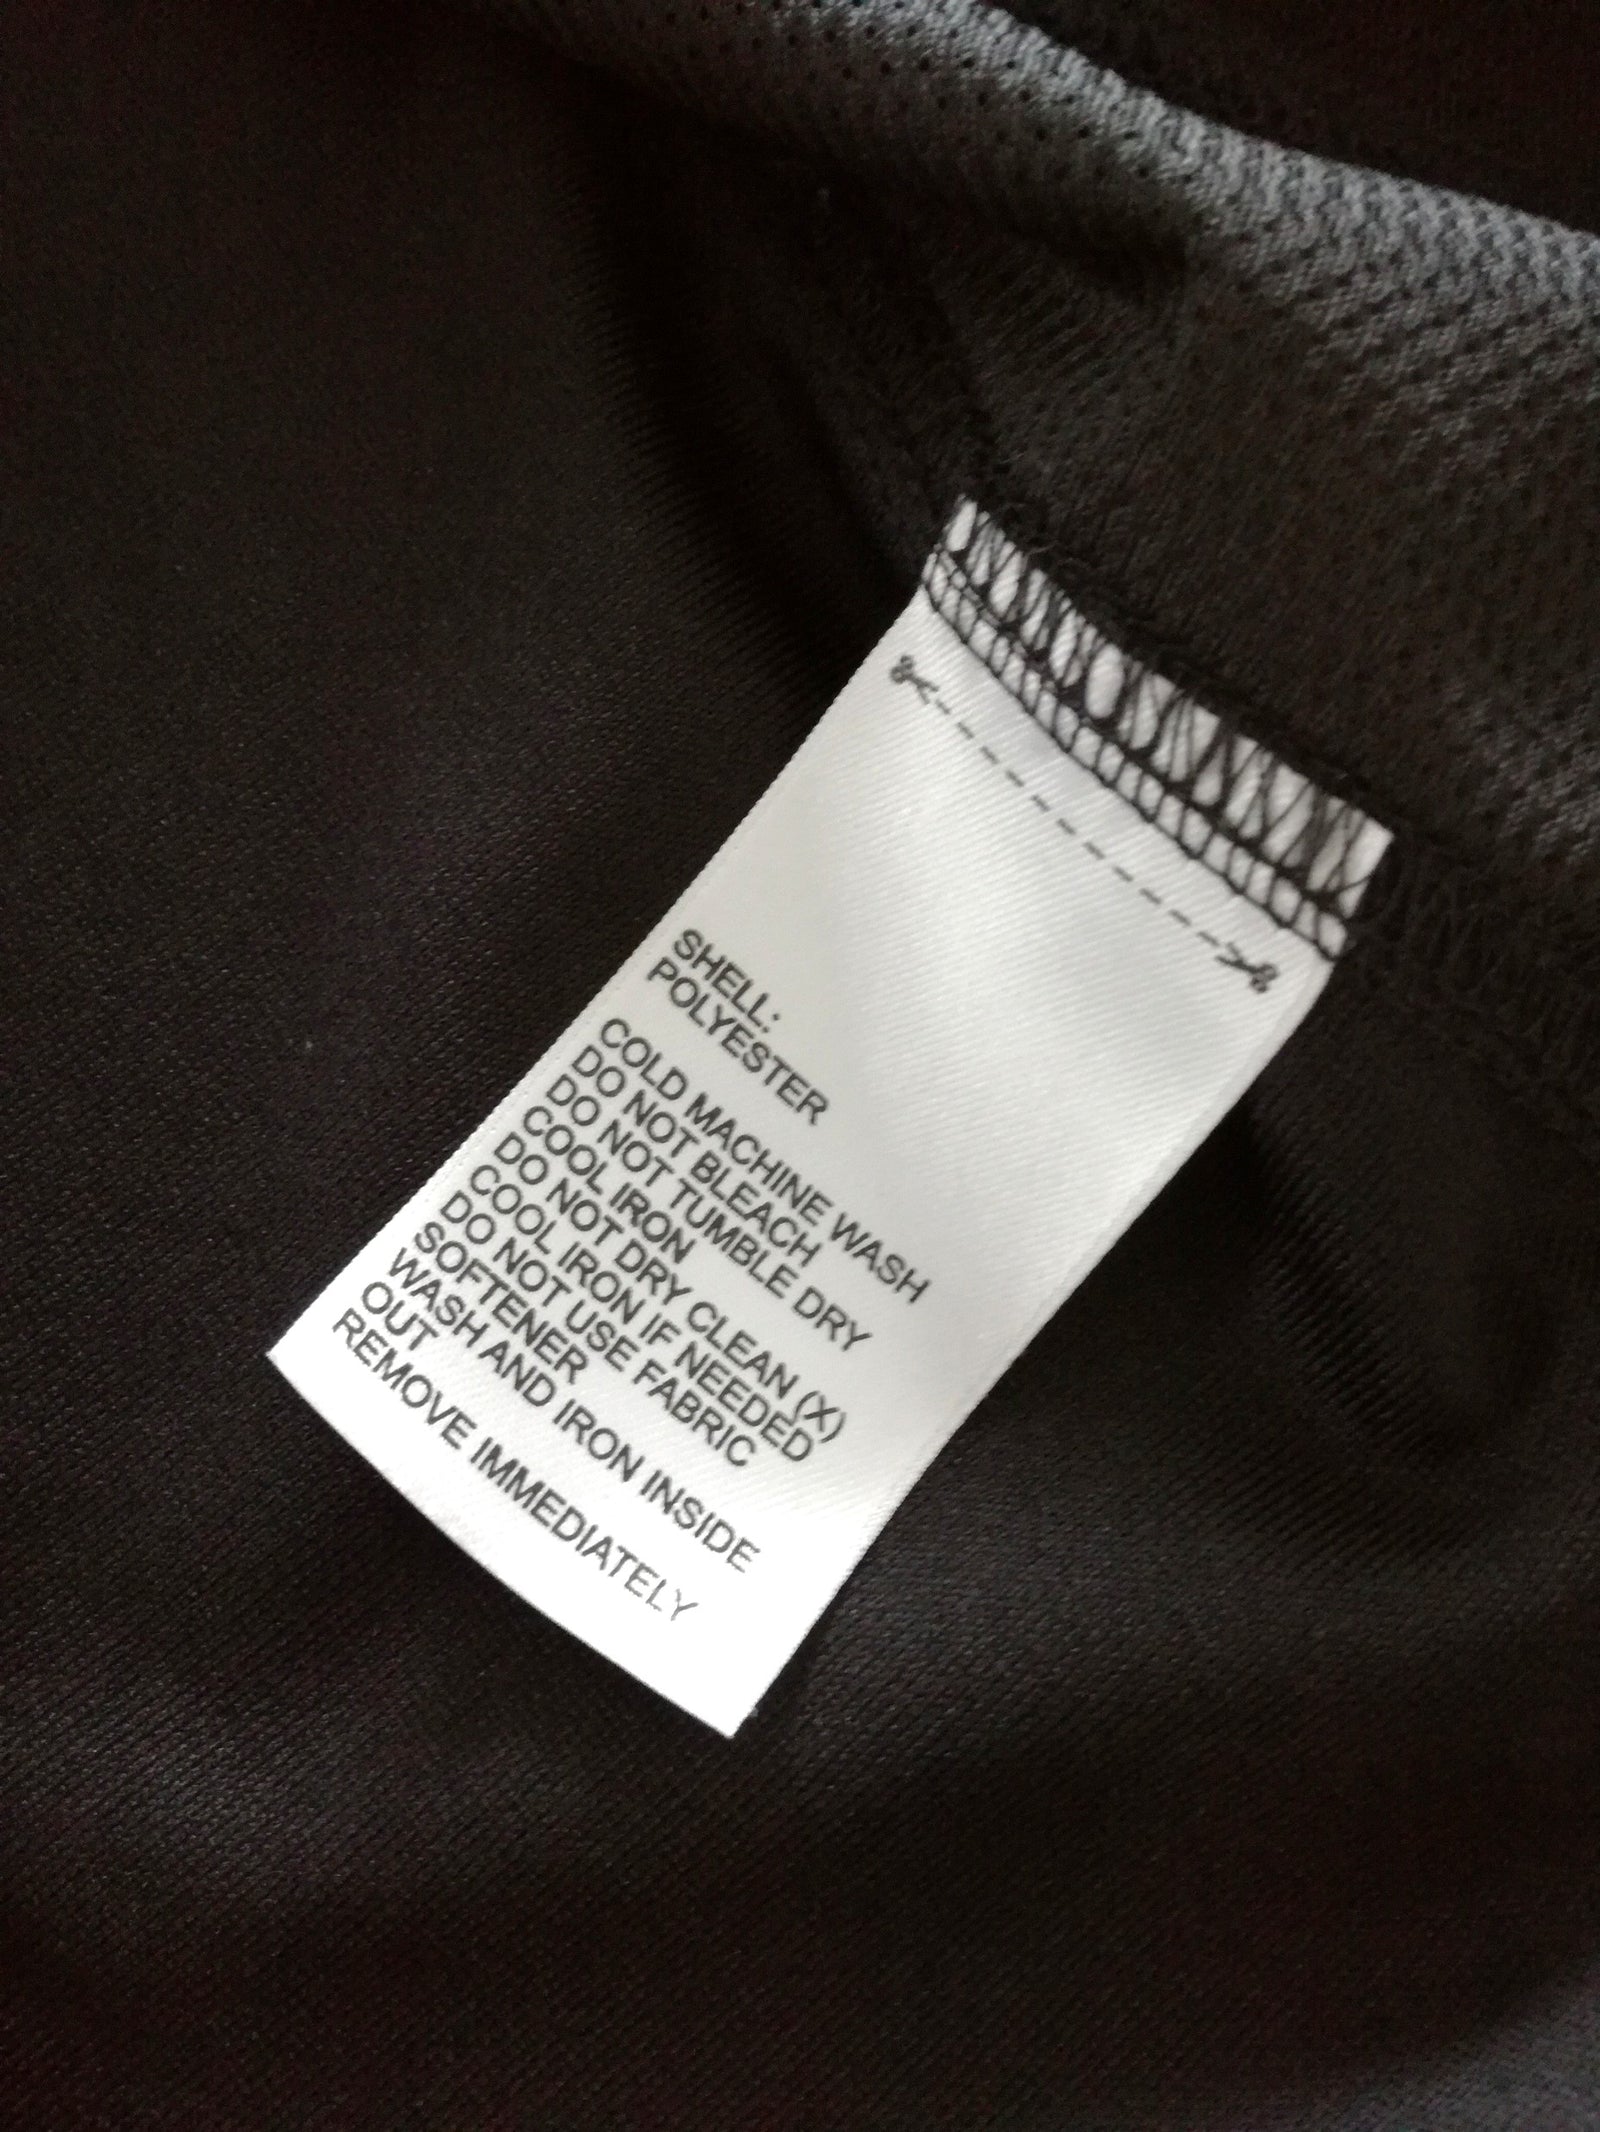 SHELL:
POLYESTER
COLD MACHINE WASH
DO NOT BLEACH
DO NOT TUMBLE DRY
COOL IRON
DO NOT DRY CLEAN (X)
COOL IRON IF NEEDED
DO NOT USE FABRIC
SOFTENER
WASH AND IRON INSIDE
OUT
REMOVE IMMEDIATELY